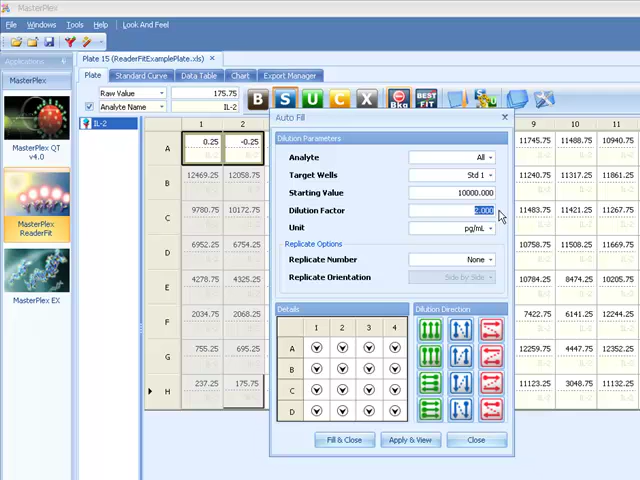 MasterPlex
File Windows Tools Help Look And Feel
Applications
MasterPlex
MasterPlex QT v4.0
MasterPlex ReaderFit
MasterPlex EX
Plate 15 (ReaderFitExamplePlate.xls) ×
Plate Standard Curve Data Table Chart Export Manager
Raw Value 175.75
Analyte Name IL-2
B S U C X Bkg BEST FIT
IL-2
1 2 9 10 11
A 0.25 -0.25 11745.75 11488.75 10940.75
B 12469.25 12058.75 11240.75 11317.25 11861.25
C 9780.75 10172.75 11483.75 11421.25 11267.75
D 6952.25 6754.25 10758.75 11508.25 11669.75
E 4278.75 4325.25 10784.25 8474.25 10205.75
F 2034.75 2068.25 7422.75 6141.25 12244.25
G 755.25 695.25 12259.75 4447.75 11352.25
H 237.25 175.75 11123.25 3048.75 11132.25
Auto Fill
Dilution Parameters
Analyte All
Target Wells Std 1
Starting Value 10000.000
Dilution Factor 2.000
Unit pg/mL
Replicate Options
Replicate Number None
Replicate Orientation Side by Side
Details
1 2 3 4
A
B
C
D
Dilution Direction
Fill & Close Apply & View Close